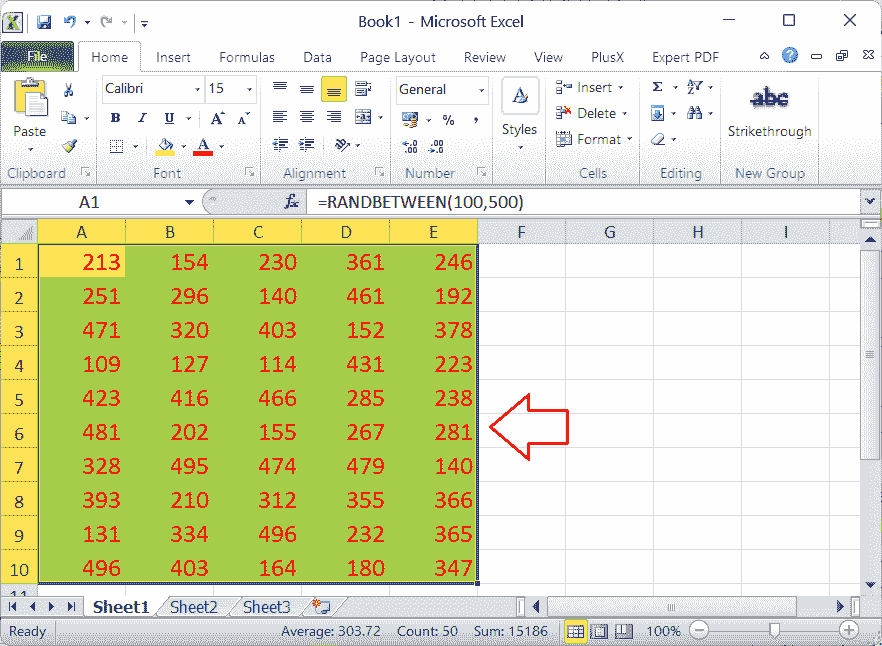 Book1 - Microsoft Excel
File Home Insert Formulas Data Page Layout Review View PlusX Expert PDF
Calibri 15 General Insert Σ abc
Paste B I U A A Styles Delete Strikethrough
A % , Format
Clipboard Font Alignment Number Cells Editing New Group
A1 fx =RANDBETWEEN(100,500)
A B C D E F G H I
1 213 154 230 361 246
2 251 296 140 461 192
3 471 320 403 152 378
4 109 127 114 431 223
5 423 416 466 285 238
6 481 202 155 267 281
7 328 495 474 479 140
8 393 210 312 355 366
9 131 334 496 232 365
10 496 403 164 180 347
11
Sheet1 Sheet2 Sheet3
Ready Average: 303.72 Count: 50 Sum: 15186 100%